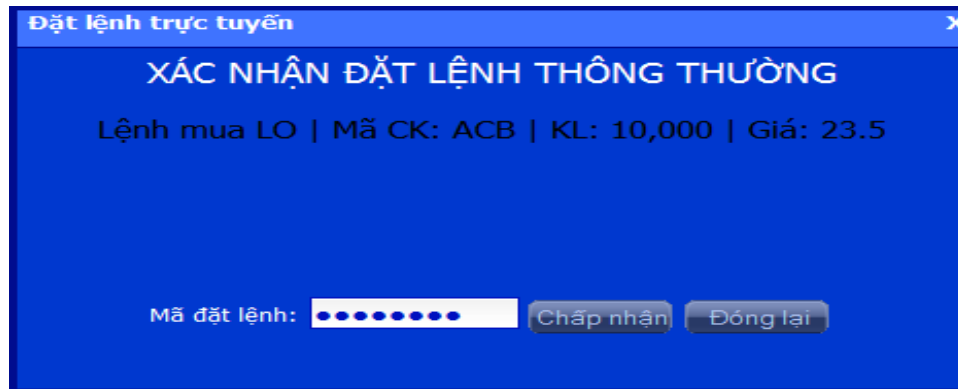 Đặt lệnh trực tuyến X
XÁC NHẬN ĐẶT LỆNH THÔNG THƯỜNG
Lệnh mua LO | Mã CK: ACB | KL: 10,000 | Giá: 23.5
Mã đặt lệnh: ●●●●●●●● Chấp nhận Đóng lại